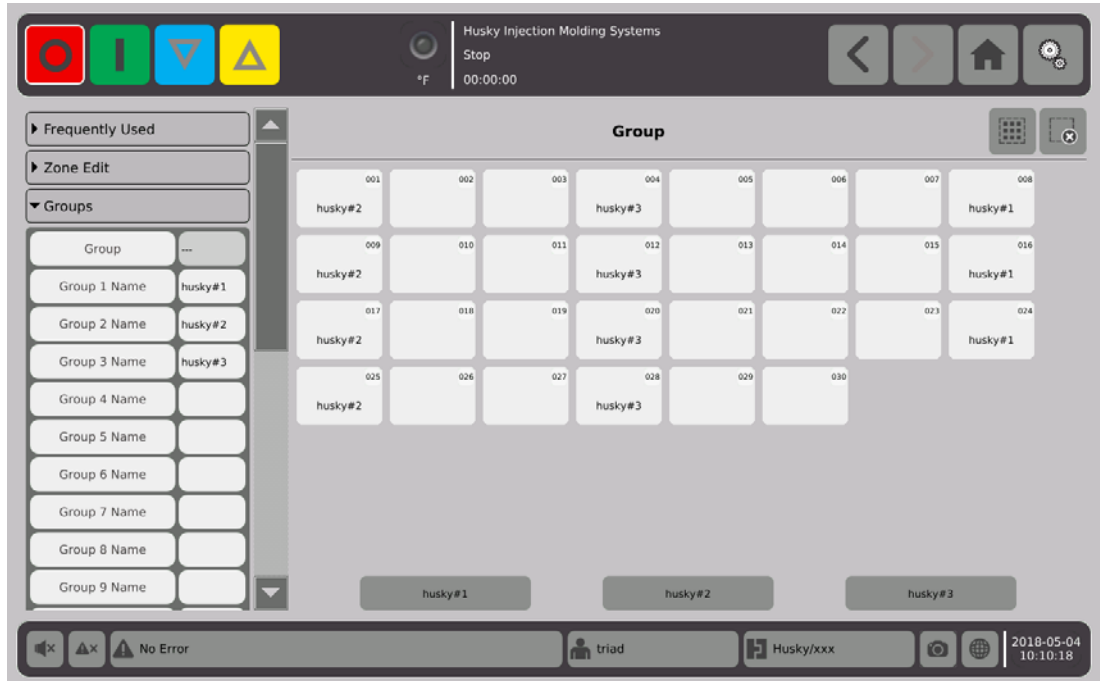 Husky Injection Molding Systems
Stop
°F 00:00:00
Frequently Used
Zone Edit
Groups
Group ---
Group 1 Name husky#1
Group 2 Name husky#2
Group 3 Name husky#3
Group 4 Name
Group 5 Name
Group 6 Name
Group 7 Name
Group 8 Name
Group 9 Name
Group
001 002 003 004 005 006 007 008
husky#2 husky#3 husky#1
009 010 011 012 013 014 015 016
husky#2 husky#3 husky#1
017 018 019 020 021 022 023 024
husky#2 husky#3 husky#1
025 026 027 028 029 030
husky#2 husky#3
husky#1 husky#2 husky#3
No Error triad Husky/xxx 2018-05-04
10:10:18